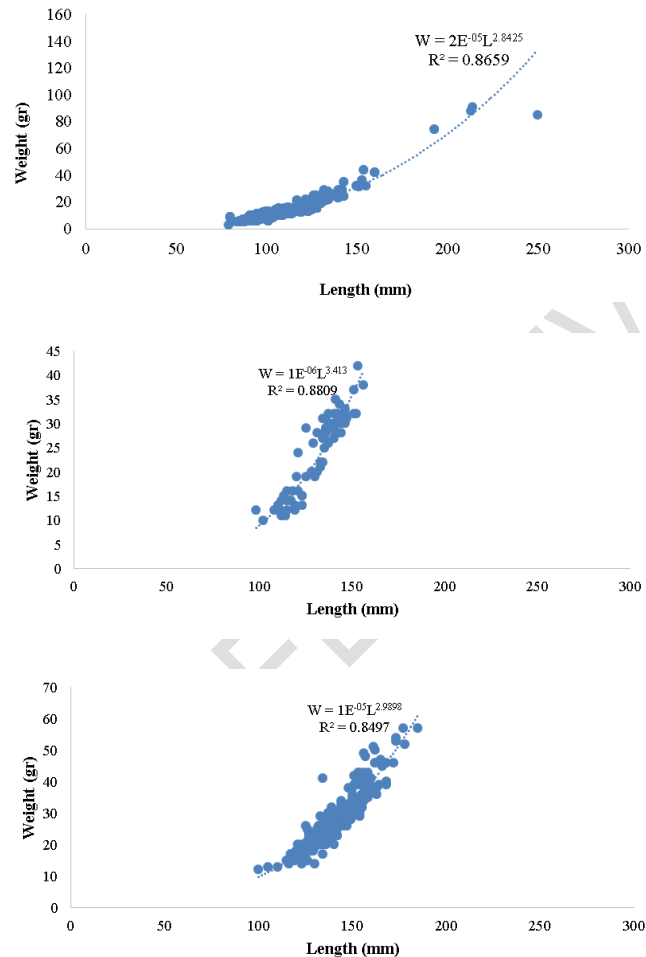 160
140
120
100
80
60
40
20
0
Weight (gr)
W = 2E-05L2.8425
R² = 0.8659
0 50 100 150 200 250 300
Length (mm)
45
40
35
30
25
20
15
10
5
0
Weight (gr)
W = 1E-06L3.413
R² = 0.8809
0 50 100 150 200 250 300
Length (mm)
70
60
50
40
30
20
10
0
Weight (gr)
W = 1E-05L2.9898
R² = 0.8497
0 50 100 150 200 250 300
Length (mm)